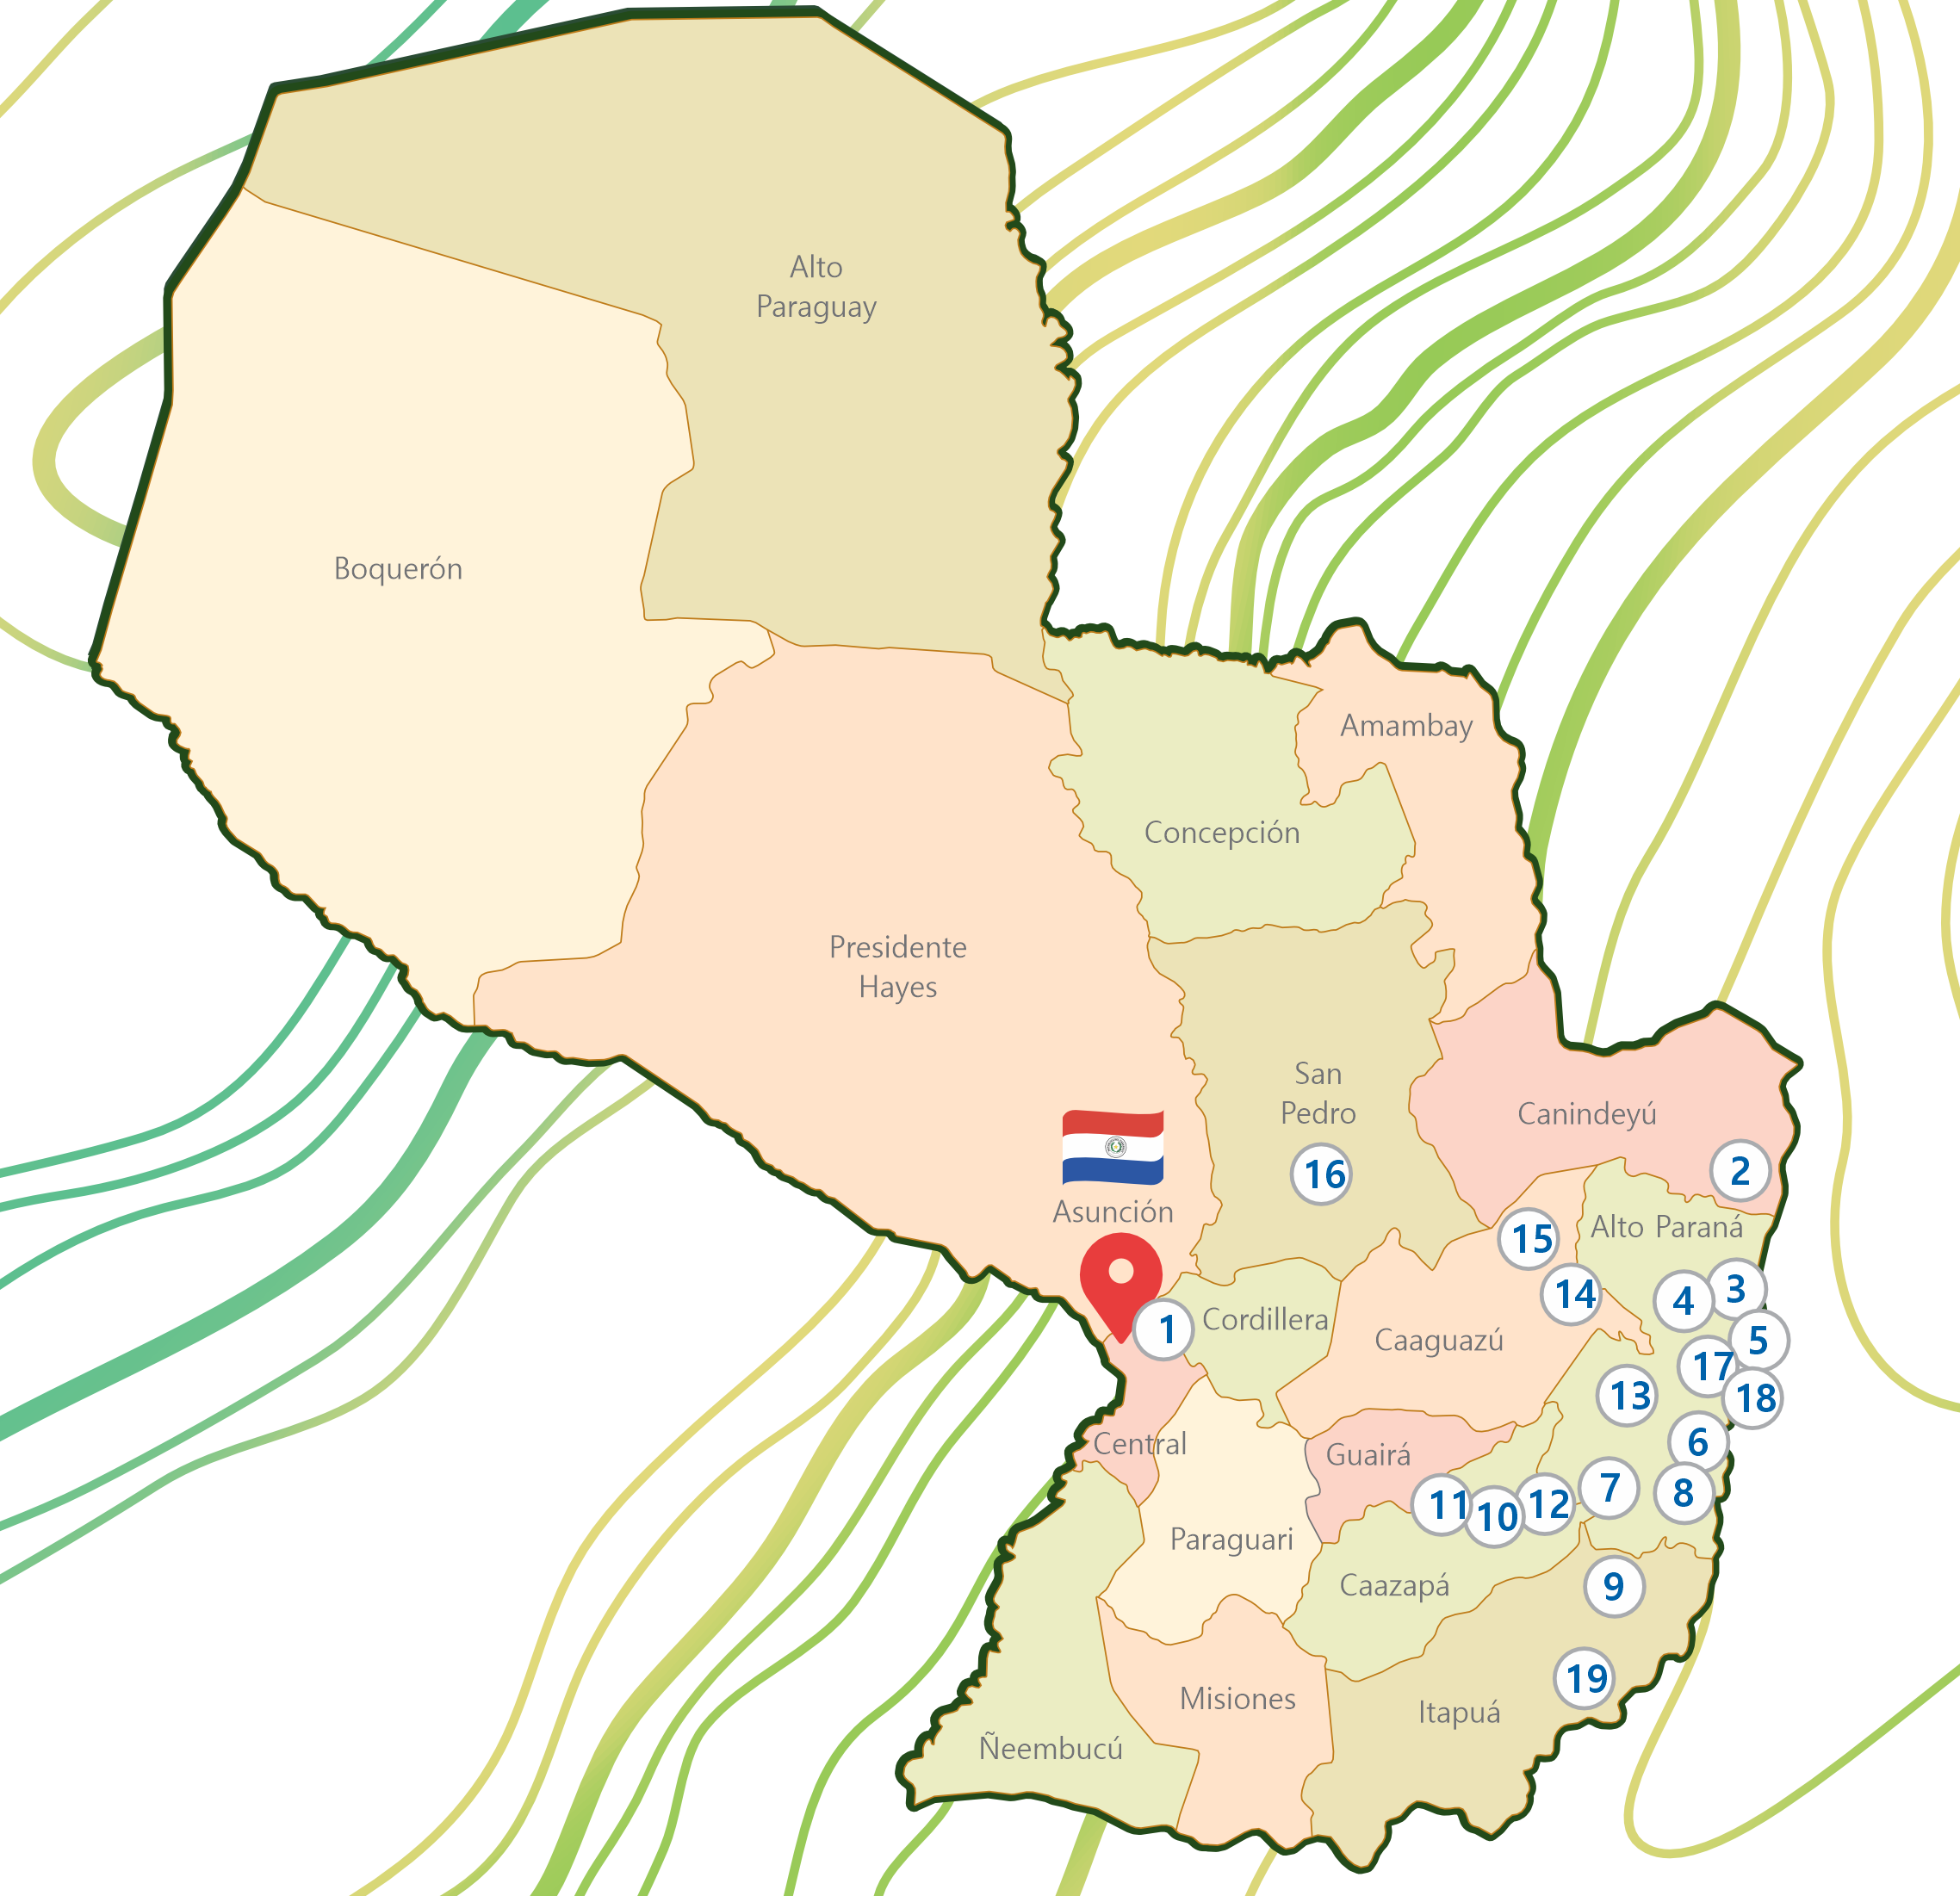 Alto
Paraguay
Boquerón
Amambay
Concepción
Presidente
Hayes
San
Pedro
16
Canindeyú
2
Asunción
15
Alto Paraná
14
4
3
1
Cordillera
Caaguazú
5
17
13
18
Central
Guairá
6
7
8
11
10
12
Paraguari
Caazapá
9
Misiones
19
Itapuá
Ñeembucú